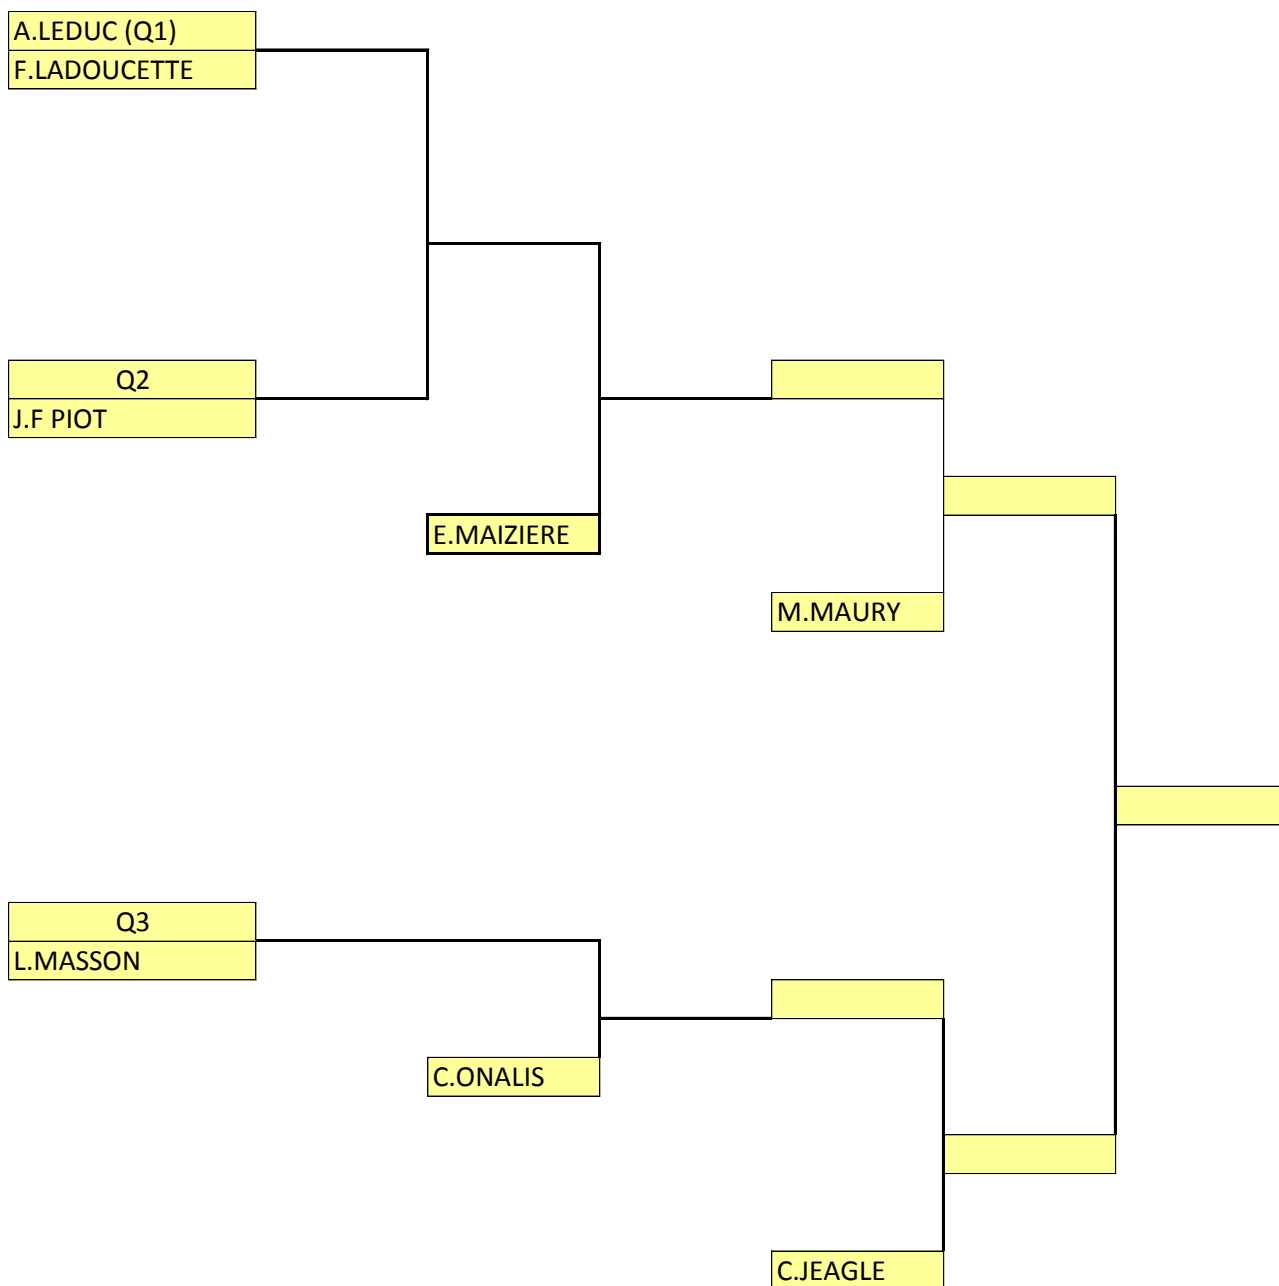 A.LEDUC (Q1)
F.LADOUCETTE
Q2
J.F PIOT
E.MAIZIERE
M.MAURY
Q3
L.MASSON
C.ONALIS
C.JEAGLE